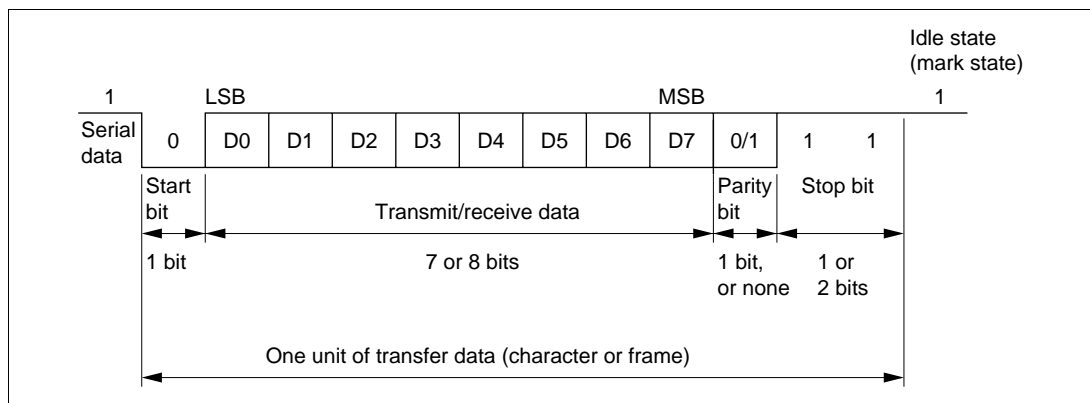 Idle state
(mark state)
1 LSB MSB 1
Serial
data
0 D0 D1 D2 D3 D4 D5 D6 D7 0/1 1 1
Start
bit
Transmit/receive data
Parity
bit
Stop bit
1 bit
7 or 8 bits
1 bit,
or none
1 or
2 bits
One unit of transfer data (character or frame)